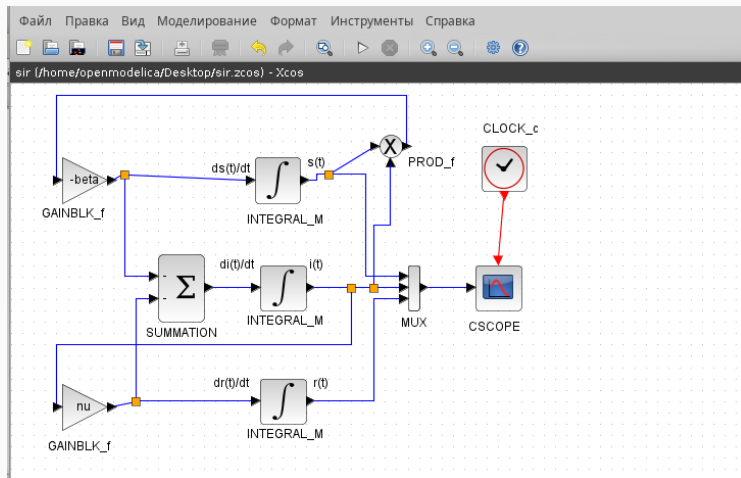 Файл Правка Вид Моделирование Формат Инструменты Справка
sir (/home/openmodelica/Desktop/sir.zcos) - Xcos
CLOCK_c
ds(t)/dt s(t) X PROD_f
-beta
GAINBLK_f
INTEGRAL_M
di(t)/dt i(t)
-
Σ
-
SUMMATION
INTEGRAL_M
MUX
CSCOPE
dr(t)/dt r(t)
nu
GAINBLK_f
INTEGRAL_M